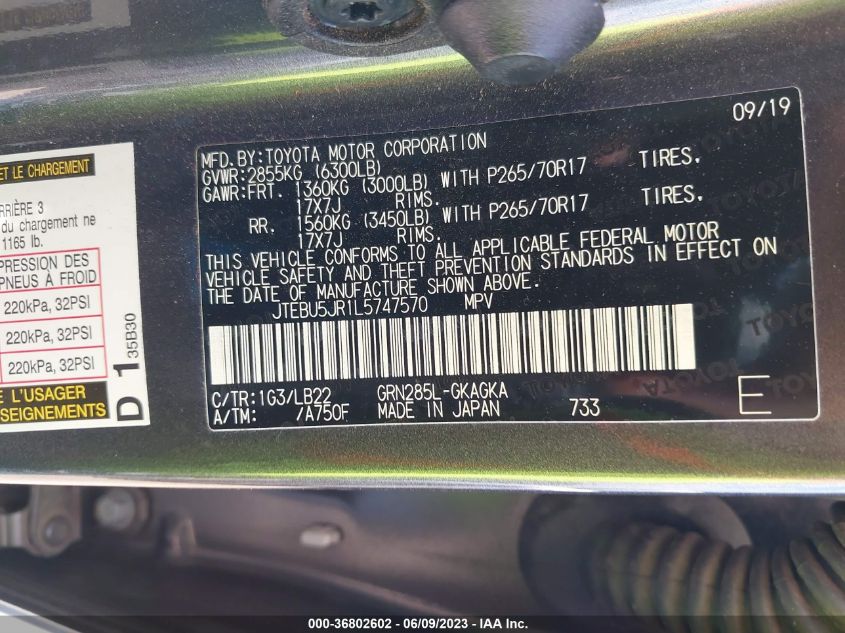 ET LE CHARGEMENT
RRIÈRE 3
du chargement ne
1165 lb.
PRESSION DES
PNEUS À FROID
220kPa, 32PSI
220kPa, 32PSI
220kPa, 32PSI
L'USAGER
SEIGNEMENTS
D 1
35B30
09/19
MFD.BY:TOYOTA MOTOR CORPORATION
GVWR:2855KG (6300LB)
GAWR:FRT. 1360KG (3000LB) WITH P265/70R17 TIRES.
17X7J RIMS.
RR. 1560KG (3450LB) WITH P265/70R17 TIRES.
17X7J RIMS.
THIS VEHICLE CONFORMS TO ALL APPLICABLE FEDERAL MOTOR
VEHICLE SAFETY AND THEFT PREVENTION STANDARDS IN EFFECT ON
THE DATE OF MANUFACTURE SHOWN ABOVE.
JTEBU5JR1L5747570 MPV
C/TR:1G3/LB22 GRN285L-GKAGKA
A/TM: /A750F MADE IN JAPAN 733
E
000-36802602 - 06/09/2023 - IAA Inc.